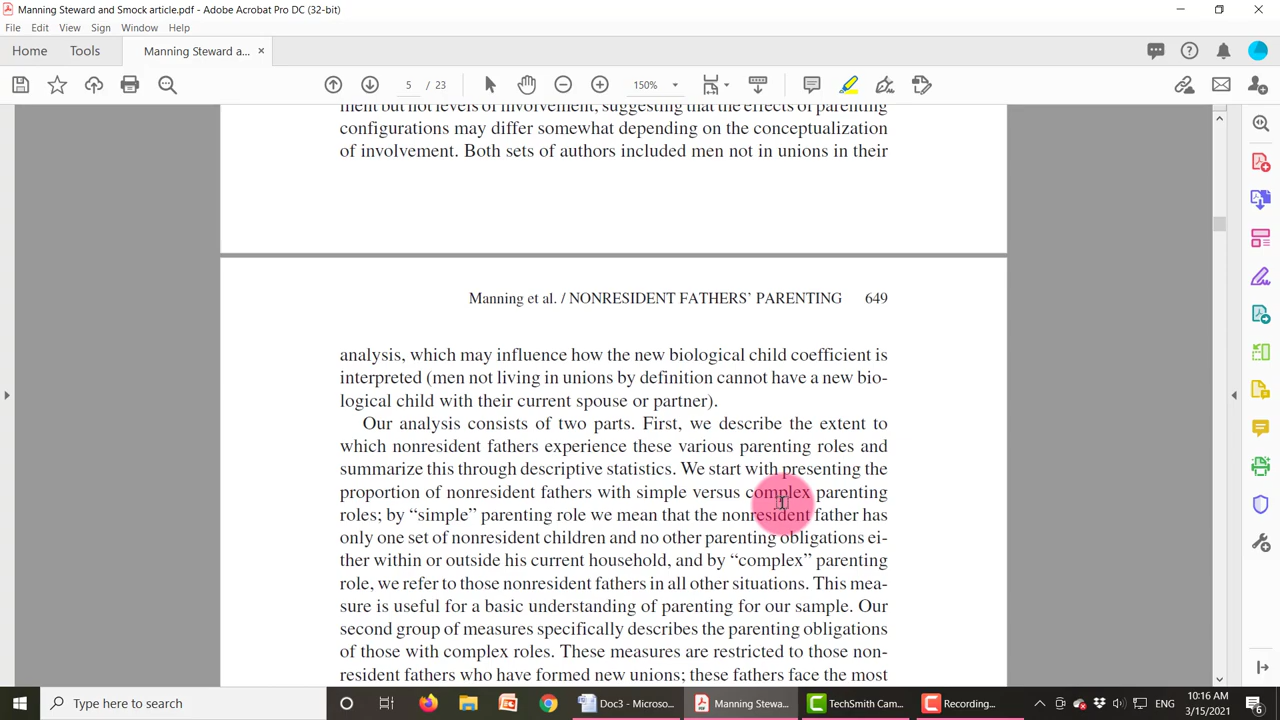 Manning Steward and Smock article.pdf - Adobe Acrobat Pro DC (32-bit)
File Edit View Sign Window Help
Home Tools Manning Steward a... ×
5 / 23 150%
ment but not levels of involvement, suggesting that the effects of parenting
configurations may differ somewhat depending on the conceptualization
of involvement. Both sets of authors included men not in unions in their
Manning et al. / NONRESIDENT FATHERS’ PARENTING 649
analysis, which may influence how the new biological child coefficient is
interpreted (men not living in unions by definition cannot have a new bio-
logical child with their current spouse or partner).
Our analysis consists of two parts. First, we describe the extent to
which nonresident fathers experience these various parenting roles and
summarize this through descriptive statistics. We start with presenting the
proportion of nonresident fathers with simple versus complex parenting
roles; by “simple” parenting role we mean that the nonresident father has
only one set of nonresident children and no other parenting obligations ei-
ther within or outside his current household, and by “complex” parenting
role, we refer to those nonresident fathers in all other situations. This mea-
sure is useful for a basic understanding of parenting for our sample. Our
second group of measures specifically describes the parenting obligations
of those with complex roles. These measures are restricted to those non-
resident fathers who have formed new unions; these fathers face the most
Type here to search
Doc3 - Microso...
Manning Stewa...
TechSmith Cam...
Recording...
ENG
10:16 AM
3/15/2021
6